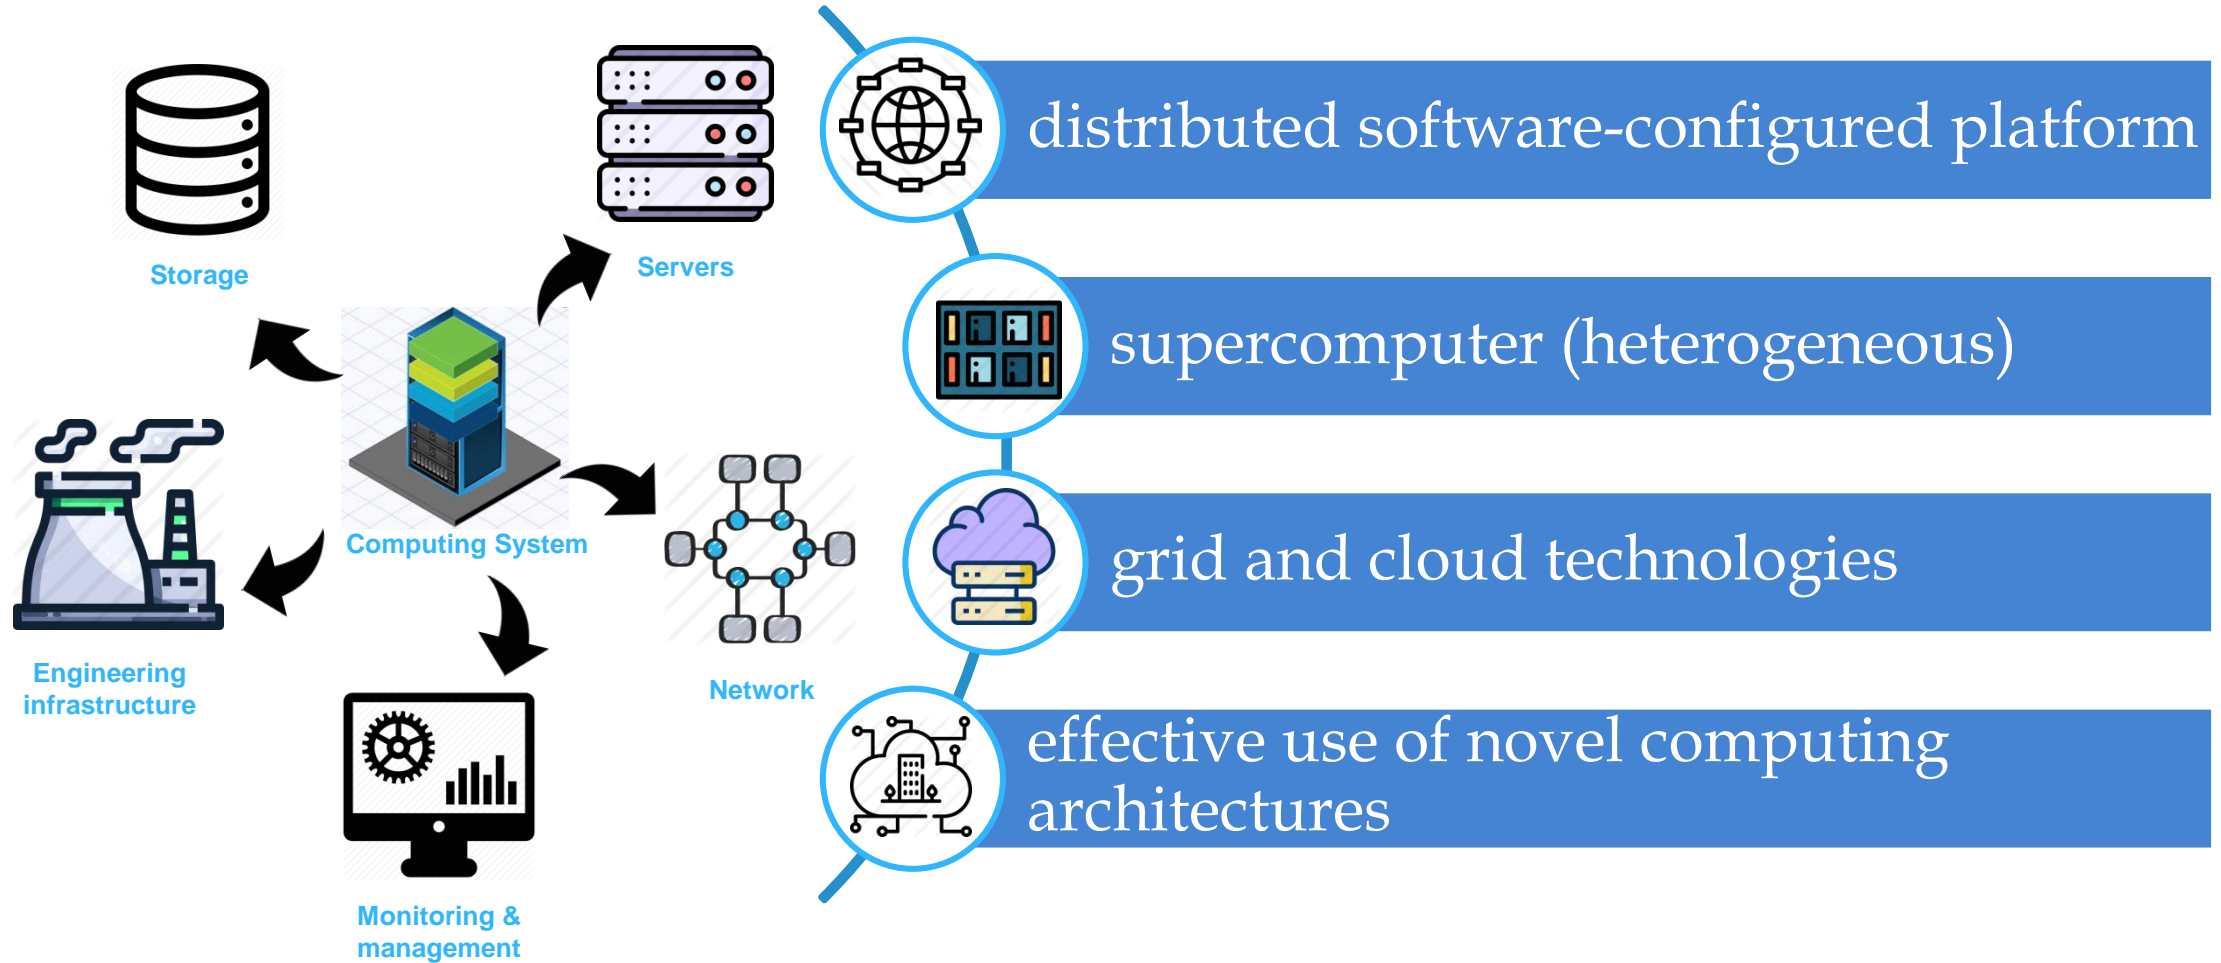 Storage
Servers
Computing System
Engineering
infrastructure
Network
Monitoring &
management
distributed software-configured platform
supercomputer (heterogeneous)
grid and cloud technologies
effective use of novel computing
architectures